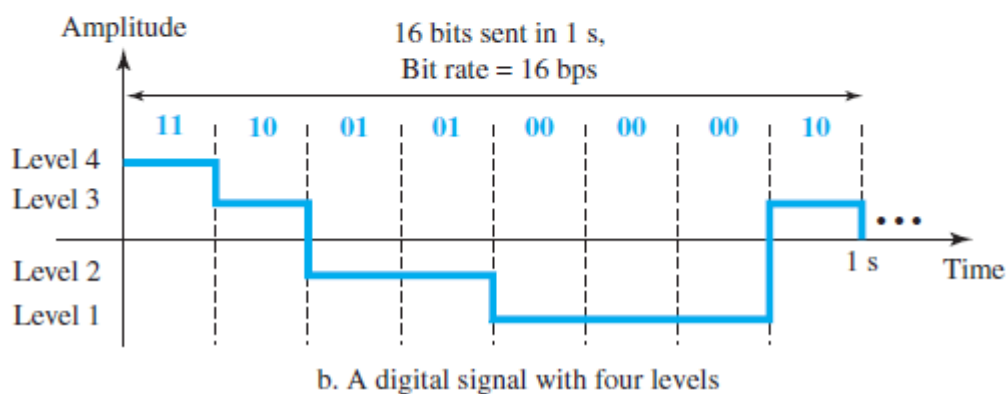 Amplitude
16 bits sent in 1 s,
Bit rate = 16 bps
11 10 01 01 00 00 00 10
Level 4
Level 3
Level 2
Level 1
•••
1 s
Time
b. A digital signal with four levels